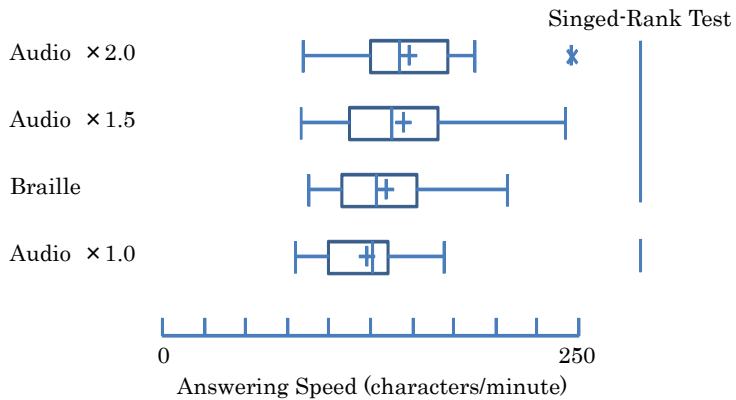 Singed-Rank Test
Audio ×2.0
Audio ×1.5
Braille
Audio ×1.0
0 250
Answering Speed (characters/minute)